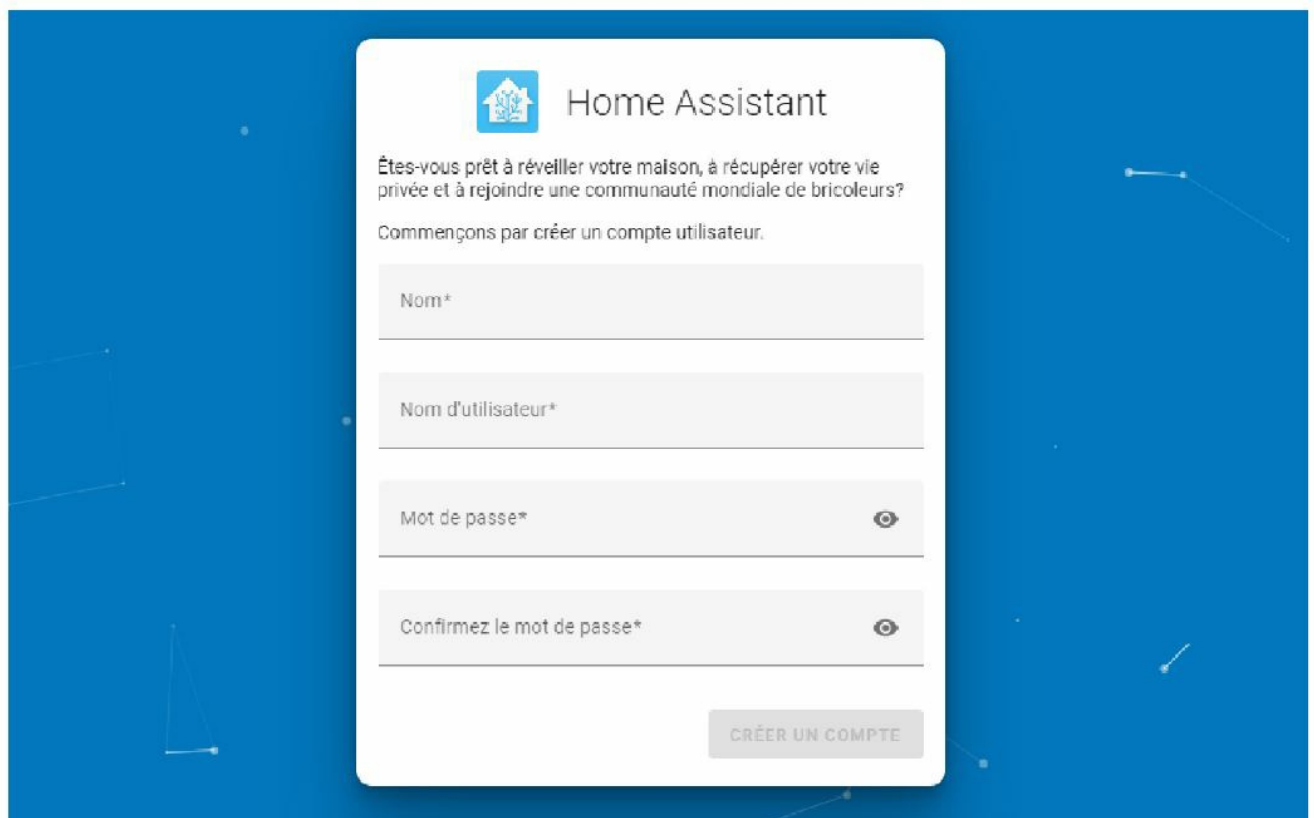 Home Assistant
Êtes-vous prêt à réveiller votre maison, à récupérer votre vie
privée et à rejoindre une communauté mondiale de bricoleurs?
Commençons par créer un compte utilisateur.
Nom*
Nom d'utilisateur*
Mot de passe*
Confirmez le mot de passe*
CRÉER UN COMPTE